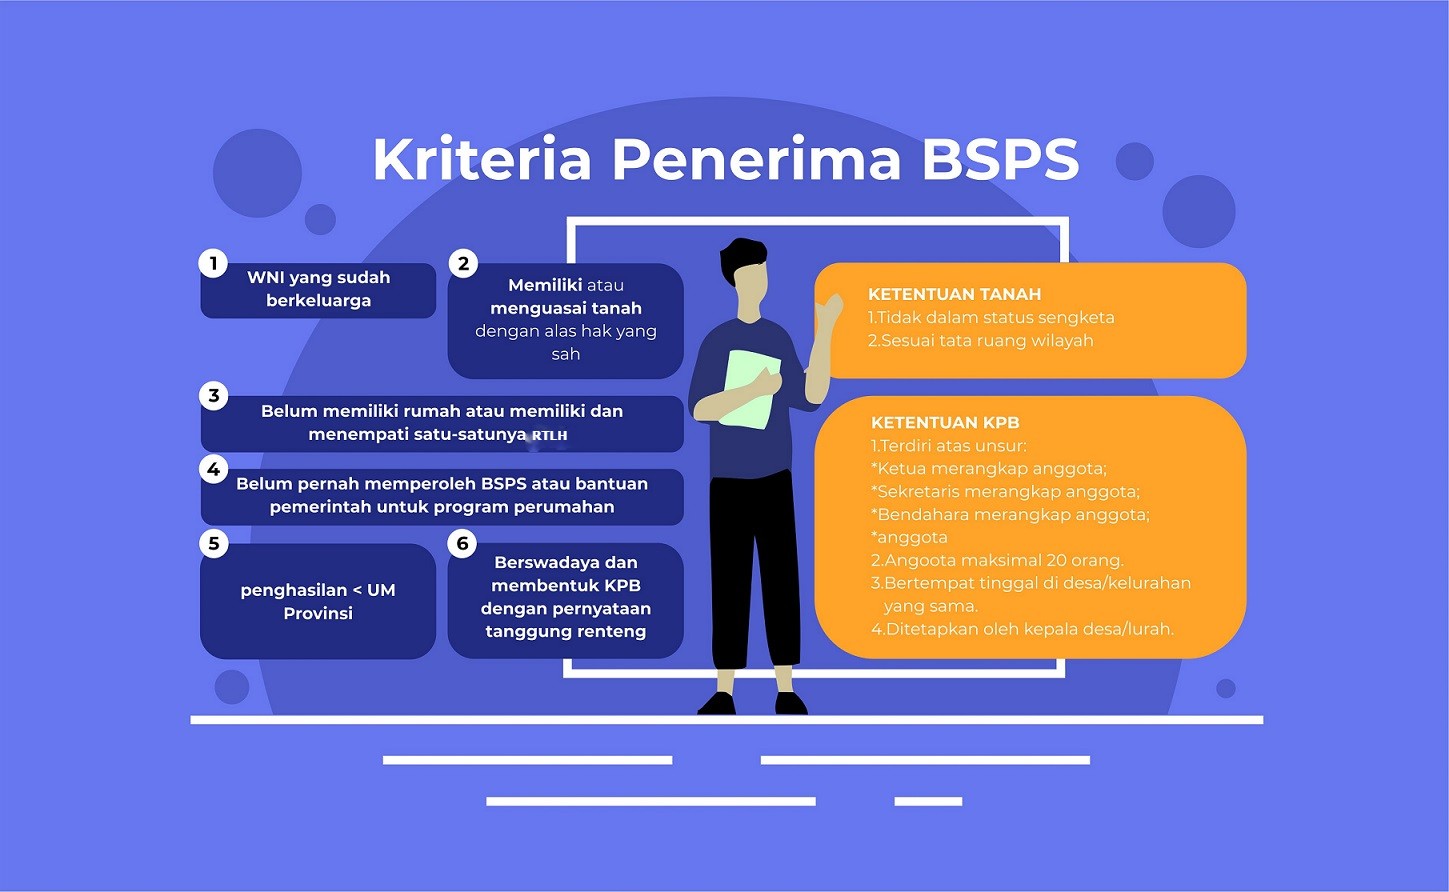 Kriteria Penerima BSPS
1
WNI yang sudah
berkeluarga
2
Memiliki atau
menguasai tanah
dengan alas hak yang
sah
KETENTUAN TANAH
1.Tidak dalam status sengketa
2.Sesuai tata ruang wilayah
3
Belum memiliki rumah atau memiliki dan
menempati satu-satunya RTLH
4
Belum pernah memperoleh BSPS atau bantuan
pemerintah untuk program perumahan
5
penghasilan < UM
Provinsi
6
Berswadaya dan
membentuk KPB
dengan pernyataan
tanggung renteng
KETENTUAN KPB
1.Terdiri atas unsur:
*Ketua merangkap anggota;
*Sekretaris merangkap anggota;
*Bendahara merangkap anggota;
*anggota
2.Angoota maksimal 20 orang.
3.Bertempat tinggal di desa/kelurahan
yang sama.
4.Ditetapkan oleh kepala desa/lurah.